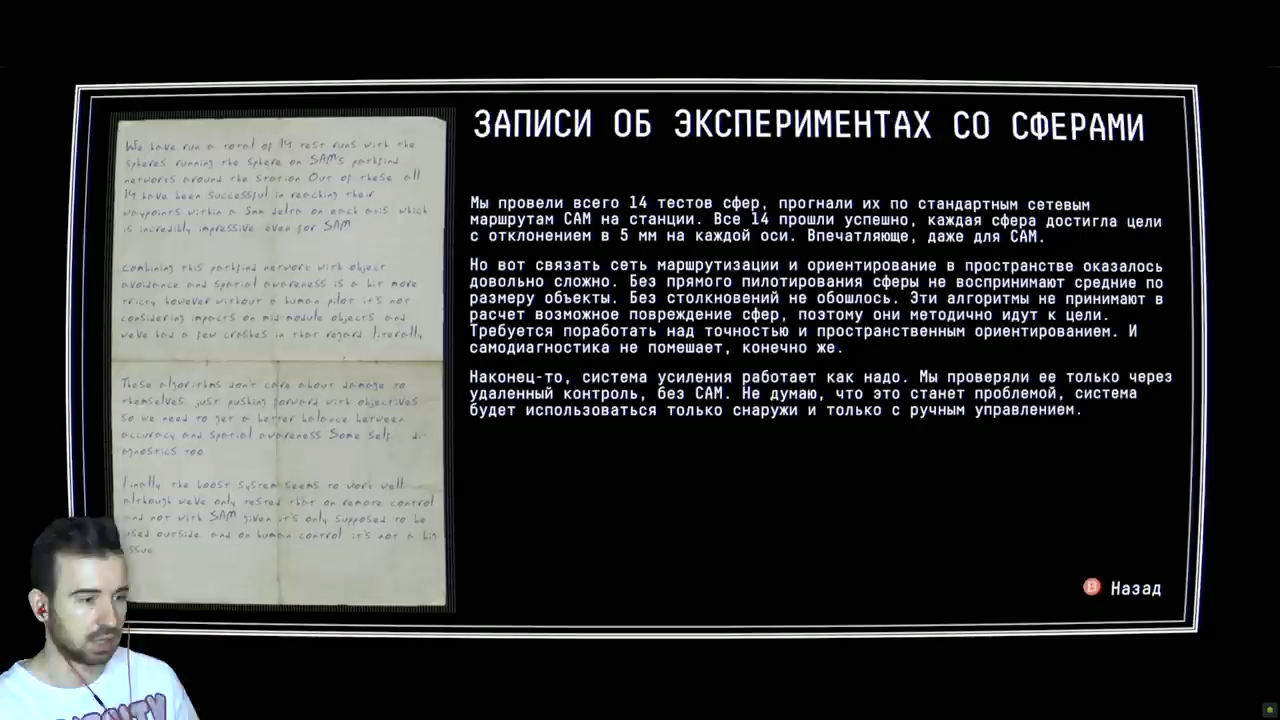 We have run a total of 14 test runs with the
spheres running the sphere on SAM's pathfind
networks around the station Out of these all
14 have been successful in reaching their
waypoints within a 5mm delta on each axis which
is incredibly impressive even for SAM
Combining this pathfind network with object
avoidance and spatial awareness is a bit more
tricky however without a human pilot it's not
considering impacts on mid-module objects and
we've had a few crashes in that regard literally
These algorithms don't care about damage to
themselves just pushing forward with objectives
so we need to get a better balance between
accuracy and spatial awareness Some self di-
agnostics too
Finally the boost system seems to work well
although we've only tested that on remote control
and not with SAM given it's only supposed to be
used outside and on human control it's not a big
issue
ЗАПИСИ ОБ ЭКСПЕРИМЕНТАХ СО СФЕРАМИ
Мы провели всего 14 тестов сфер, прогнали их по стандартным сетевым
маршрутам САМ на станции. Все 14 прошли успешно, каждая сфера достигла цели
с отклонением в 5 мм на каждой оси. Впечатляюще, даже для САМ.
Но вот связать сеть маршрутизации и ориентирование в пространстве оказалось
довольно сложно. Без прямого пилотирования сферы не воспринимают средние по
размеру объекты. Без столкновений не обошлось. Эти алгоритмы не принимают в
расчет возможное повреждение сфер, поэтому они методично идут к цели.
Требуется поработать над точностью и пространственным ориентированием. И
самодиагностика не помешает, конечно же.
Наконец-то, система усиления работает как надо. Мы проверяли ее только через
удаленный контроль, без САМ. Не думаю, что это станет проблемой, система
будет использоваться только снаружи и только с ручным управлением.
B Назад